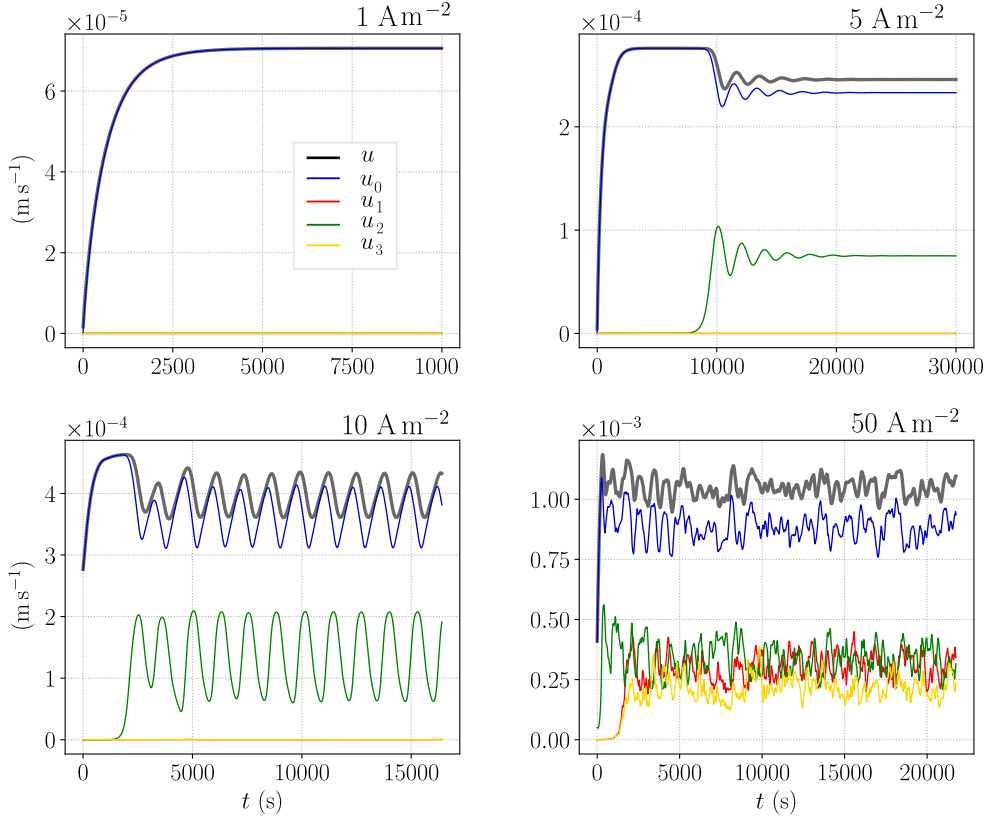 ×10⁻⁵ 1 A m⁻²
(m s⁻¹)
6
4
2
0
0 2500 5000 7500 1000
u
u₀
u₁
u₂
u₃
×10⁻⁴ 5 A m⁻²
2
1
0
0 10000 20000 30000
×10⁻⁴ 10 A m⁻²
(m s⁻¹)
4
3
2
1
0
0 5000 10000 15000
t (s)
×10⁻³ 50 A m⁻²
1.00
0.75
0.50
0.25
0.00
0 5000 10000 15000 20000
t (s)